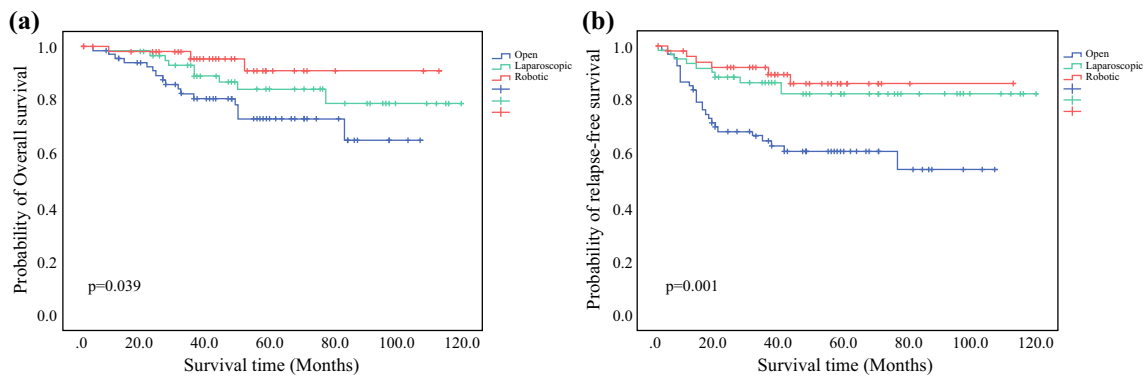 (a)
Probability of Overall survival
1.0
0.8
0.6
0.4
0.2
0.0
p=0.039
.0 20.0 40.0 60.0 80.0 100.0 120.0
Survival time (Months)
Open
Laparoscopic
Robotic
(b)
Probability of relapse-free survival
1.0
0.8
0.6
0.4
0.2
0.0
p=0.001
.0 20.0 40.0 60.0 80.0 100.0 120.0
Survival time (Months)
Open
Laparoscopic
Robotic